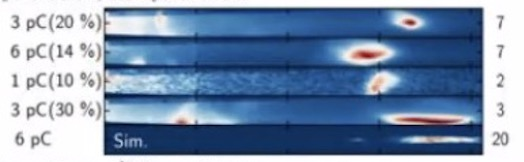 3 pC(20 %) 7
6 pC(14 %) 7
1 pC(10 %) 2
3 pC(30 %) 3
6 pC Sim. 20